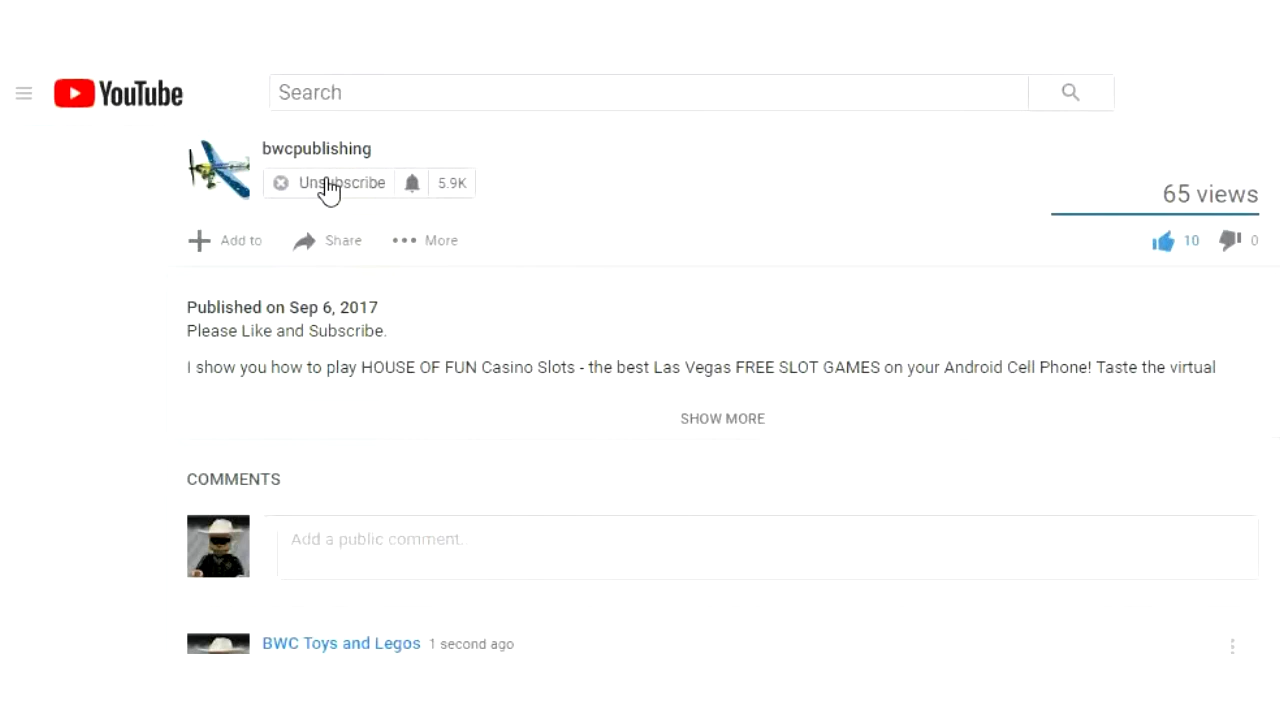 YouTube
Search
bwcpublishing
Unsubscribe 5.9K
65 views
Add to Share More
10 0
Published on Sep 6, 2017
Please Like and Subscribe.
I show you how to play HOUSE OF FUN Casino Slots - the best Las Vegas FREE SLOT GAMES on your Android Cell Phone! Taste the virtual
SHOW MORE
COMMENTS
Add a public comment.
BWC Toys and Legos 1 second ago